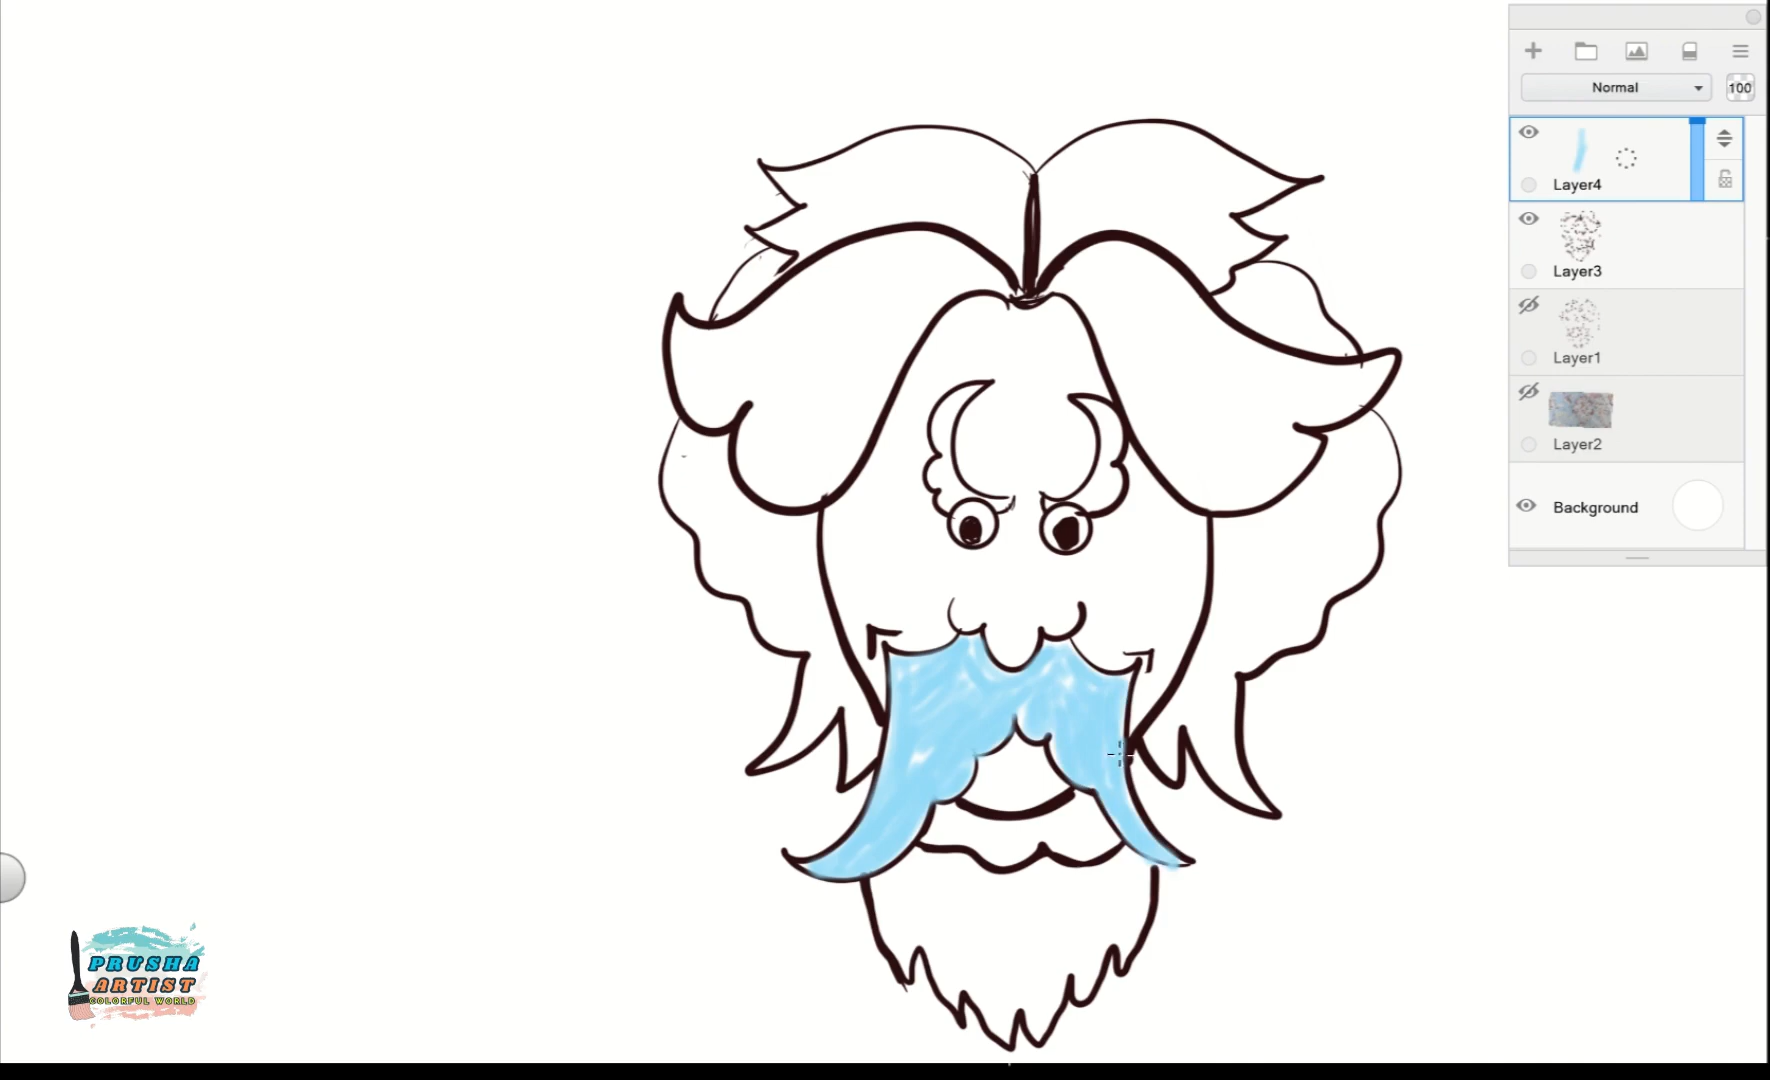 Normal
100
Layer4
Layer3
Layer1
Layer2
Background
PRUSHA
ARTIST
COLORFUL WORLD